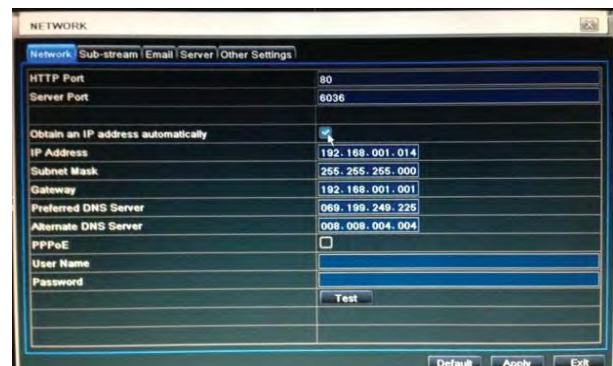 NETWORK
Network Sub-stream Email Server Other Settings
HTTP Port 80
Server Port 6036
Obtain an IP address automatically
IP Address 192.168.001.014
Subnet Mask 255.255.255.000
Gateway 192.168.001.001
Preferred DNS Server 069.199.249.225
Alternate DNS Server 008.008.004.004
PPPoE
User Name
Password
Test
Default Apply Exit